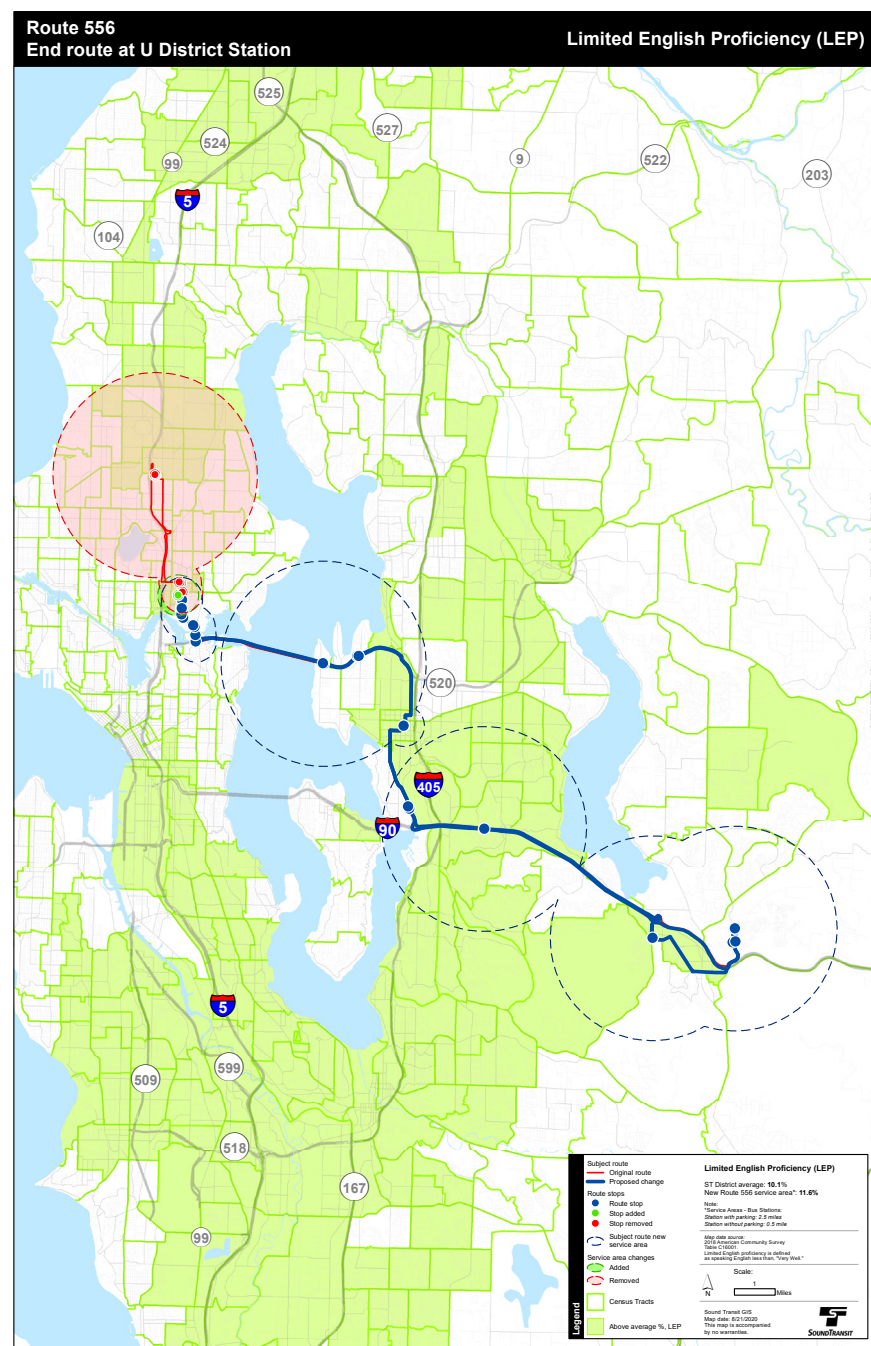 Route 556
End route at U District Station
Limited English Proficiency (LEP)
525
527
524
99
9
522
203
5
104
520
405
90
5
599
509
518
167
99
Legend
Subject route
Original route
Proposed change
Route stops
Route stop
Stop added
Stop removed
Subject route new
service area
Service area changes
Added
Removed
Census Tracts
Above average %, LEP
Limited English Proficiency (LEP)
ST District average: 10.1%
New Route 556 service area*: 11.6%
Note:
*Service Areas - Bus Stations:
Station with parking: 2.5 miles
Station without parking: 0.5 mile
Map data source:
2018 American Community Survey
Table C16001.
Limited English proficiency is defined
as speaking English less than, "Very Well."
Scale:
1
Miles
N
Sound Transit GIS
Map date: 8/21/2020
This map is accompanied
by no warranties.
SOUNDTRANSIT